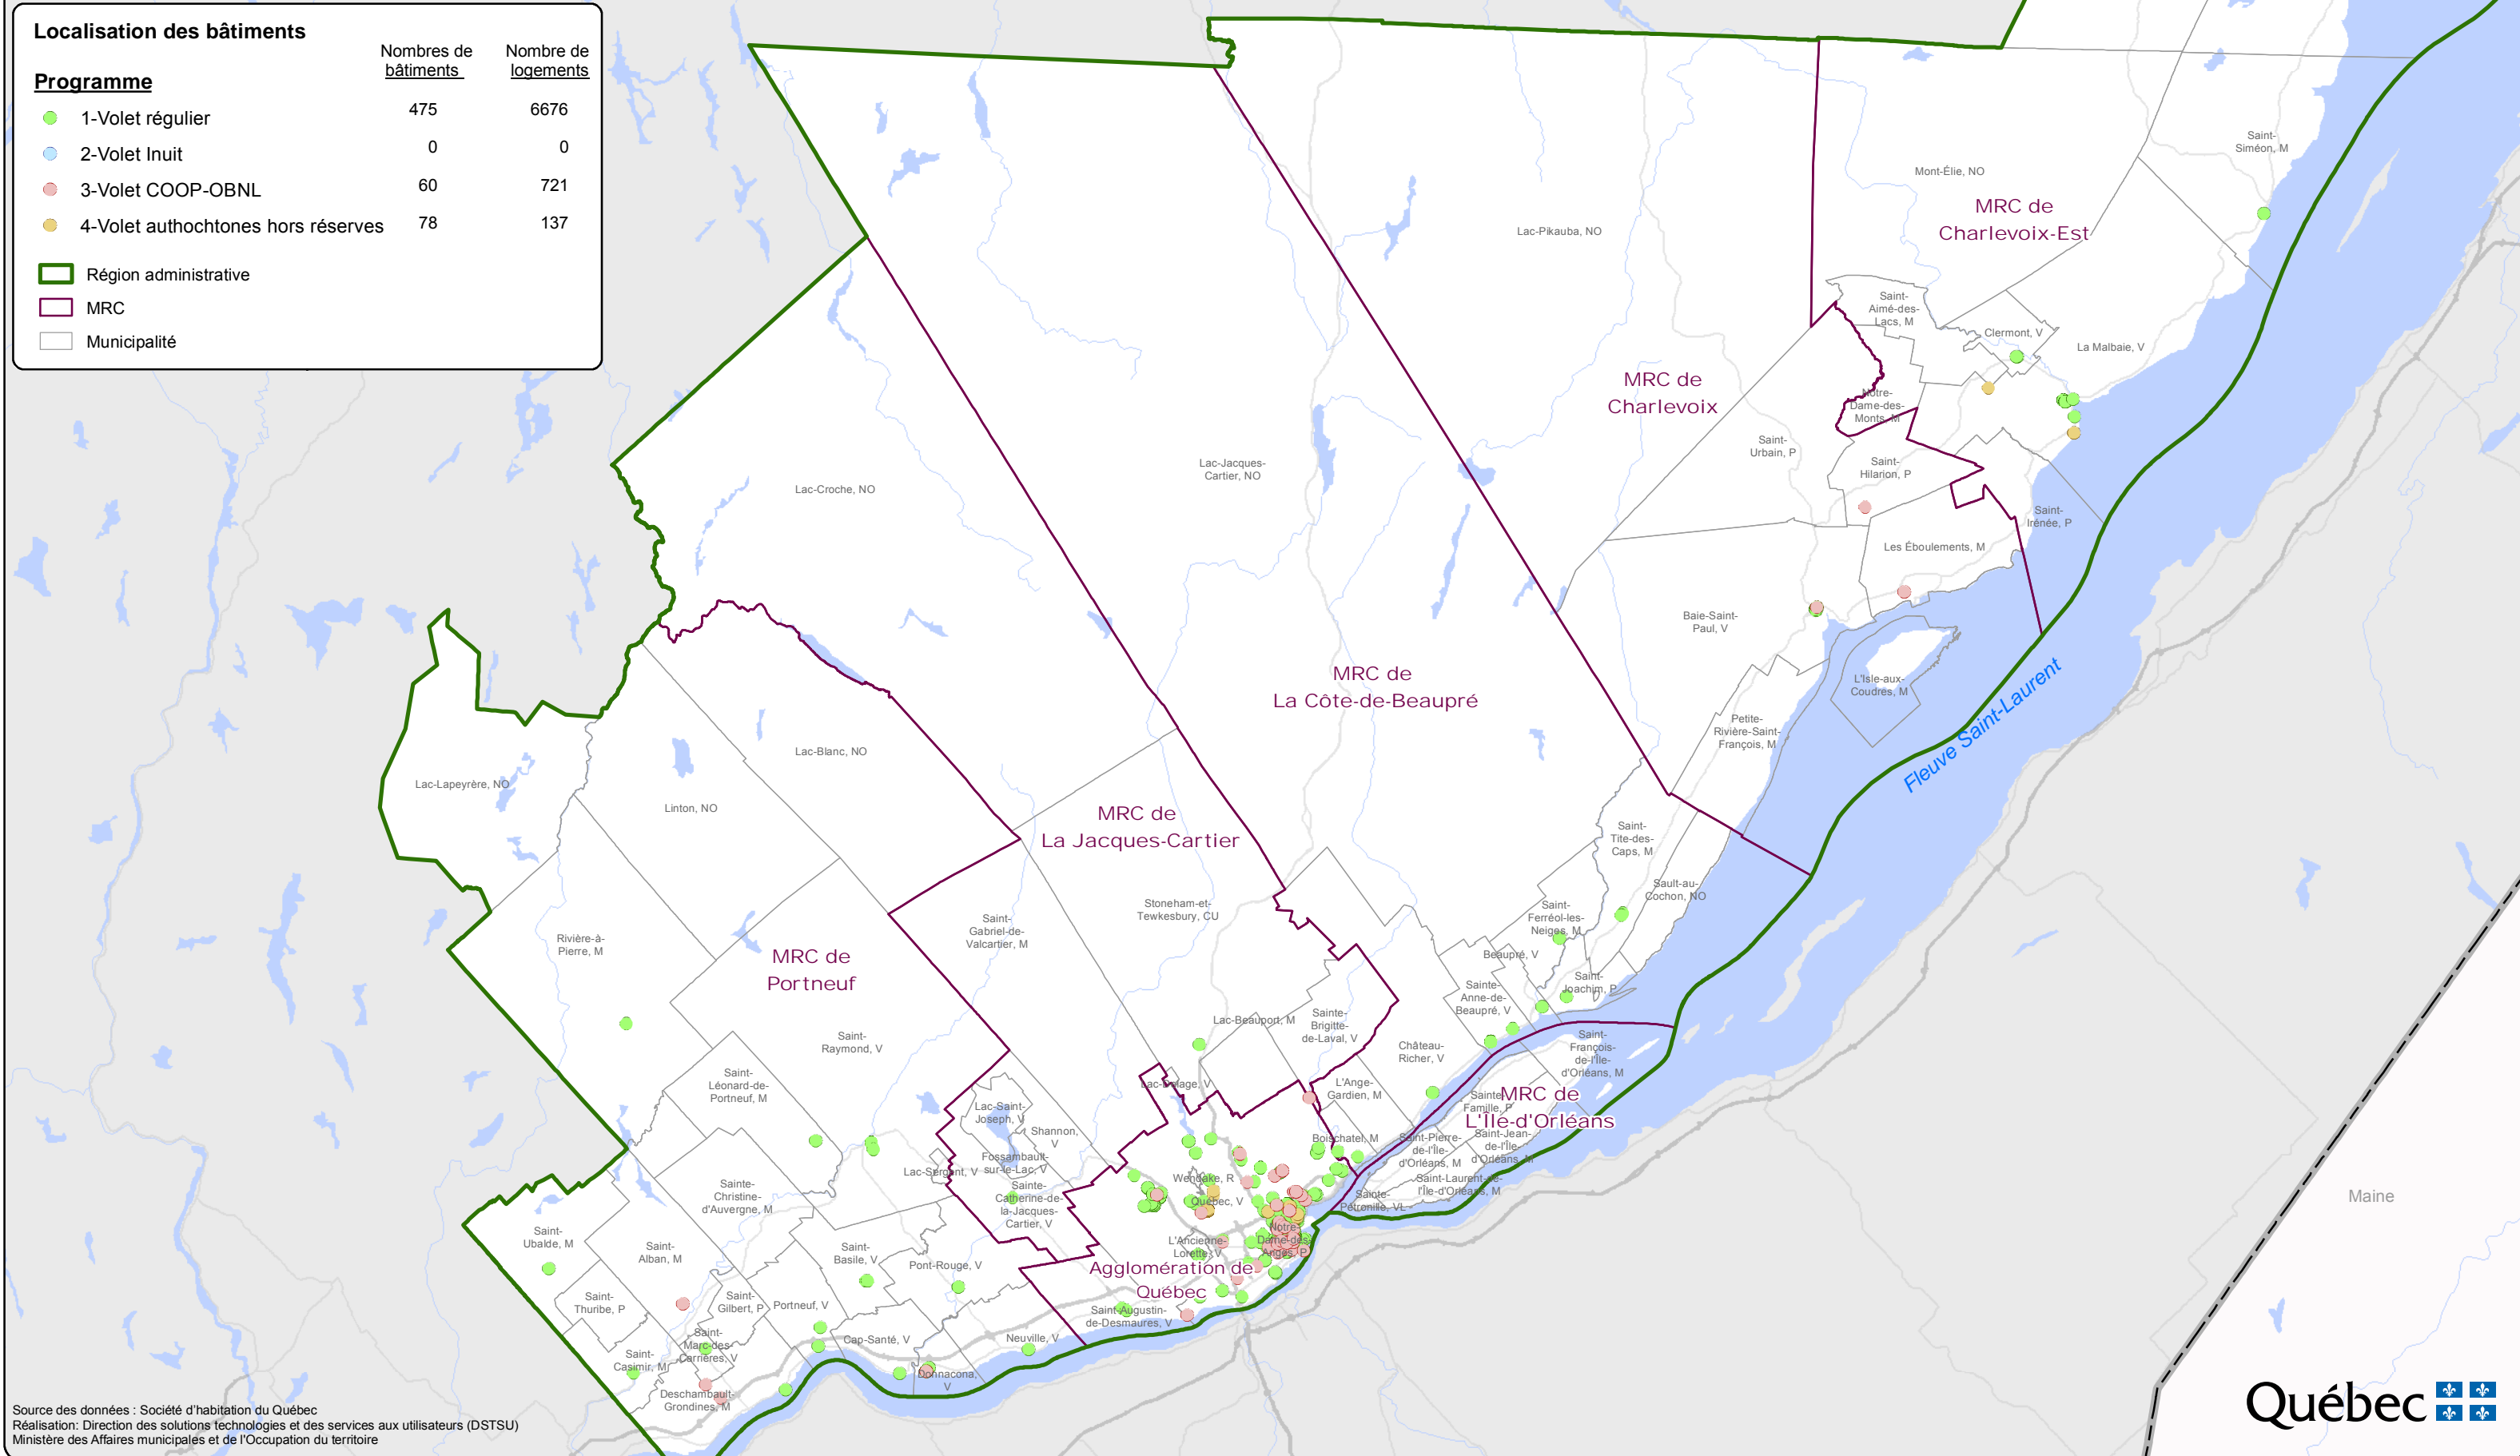 Localisation des bâtiments
Nombres de
bâtiments
Nombre de
logements
Programme
1-Volet régulier 475 6676
2-Volet Inuit 0 0
3-Volet COOP-OBNL 60 721
4-Volet authochtones hors réserves 78 137
Région administrative
MRC
Municipalité
Saint-
Siméon, M
Mont-Élie, NO
MRC de
Charlevoix-Est
Lac-Pikauba, NO
Saint-
Aimé-des-
Lacs, M
Clermont, V
La Malbaie, V
MRC de
Charlevoix
Notre-
Dame-des-
Monts, M
Saint-
Urbain, P
Saint-
Hilarion, P
Lac-Jacques-
Cartier, NO
Lac-Croche, NO
Saint-
Irénée, P
Les Éboulements, M
Baie-Saint-
Paul, V
L'Isle-aux-
Coudres, M
MRC de
La Côte-de-Beaupré
Petite-
Rivière-Saint-
François, M
Fleuve Saint-Laurent
Lac-Blanc, NO
Lac-Lapeyrère, NO
Linton, NO
MRC de
La Jacques-Cartier
Saint-
Tite-des-
Caps, M
Sault-au-
Cochon, NO
Stoneham-et-
Tewkesbury, CU
Saint-
Gabriel-de-
Valcartier, M
Saint-
Ferréol-les-
Neiges, M
Rivière-à-
Pierre, M
MRC de
Portneuf
Beaupré, V
Saint-
Joachim, P
Sainte-
Anne-de-
Beaupré, V
Lac-Beauport, M
Sainte-
Brigitte-
de-Laval, V
Saint-
Raymond, V
Château-
Richer, V
Saint-
François-
de-l'Île-
d'Orléans, M
Saint-
Léonard-de-
Portneuf, M
Lac-Delage, V
L'Ange-
Gardien, M
Sainte-
Famille, P
MRC de
L'Île-d'Orléans
Lac-Saint-
Joseph, V
Shannon,
V
Boischatel, M
Saint-Pierre-
de-l'Île-
d'Orléans, M
Saint-Jean-
de-l'Île-
d'Orléans, M
Fossambault-
sur-le-Lac, V
Lac-Sergent, V
Wendake, R
Saint-Laurent-de-
l'Île-d'Orléans, M
Sainte-
Christine-
d'Auvergne, M
Sainte-
Catherine-de-
la-Jacques-
Cartier, V
Québec, V
Sainte-
Pétronille, VL
Maine
Saint-
Ubalde, M
Saint-
Alban, M
Saint-
Basile, V
Pont-Rouge, V
L'Ancienne-
Lorette, V
Notre-
Dame-des-
Anges, P
Agglomération de
Québec
Saint-
Thuribe, P
Saint-
Gilbert, P
Portneuf, V
Saint-Augustin-
de-Desmaures, V
Saint-
Marc-des-
Carrières, V
Cap-Santé, V
Neuville, V
Saint-
Casimir, M
Donnacona,
V
Deschambault-
Grondines, M
Source des données : Société d'habitation du Québec
Réalisation: Direction des solutions technologies et des services aux utilisateurs (DSTSU)
Ministère des Affaires municipales et de l'Occupation du territoire
Québec